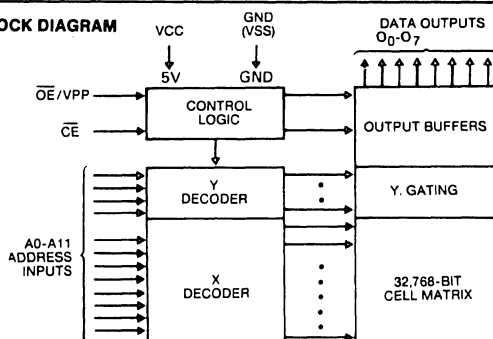 OCK DIAGRAM
VCC
GND
(VSS)
DATA OUTPUTS
O0-O7
5V
GND
OE/VPP
CE
CONTROL
LOGIC
OUTPUT BUFFERS
Y
DECODER
Y. GATING
A0-A11
ADDRESS
INPUTS
X
DECODER
32,768-BIT
CELL MATRIX